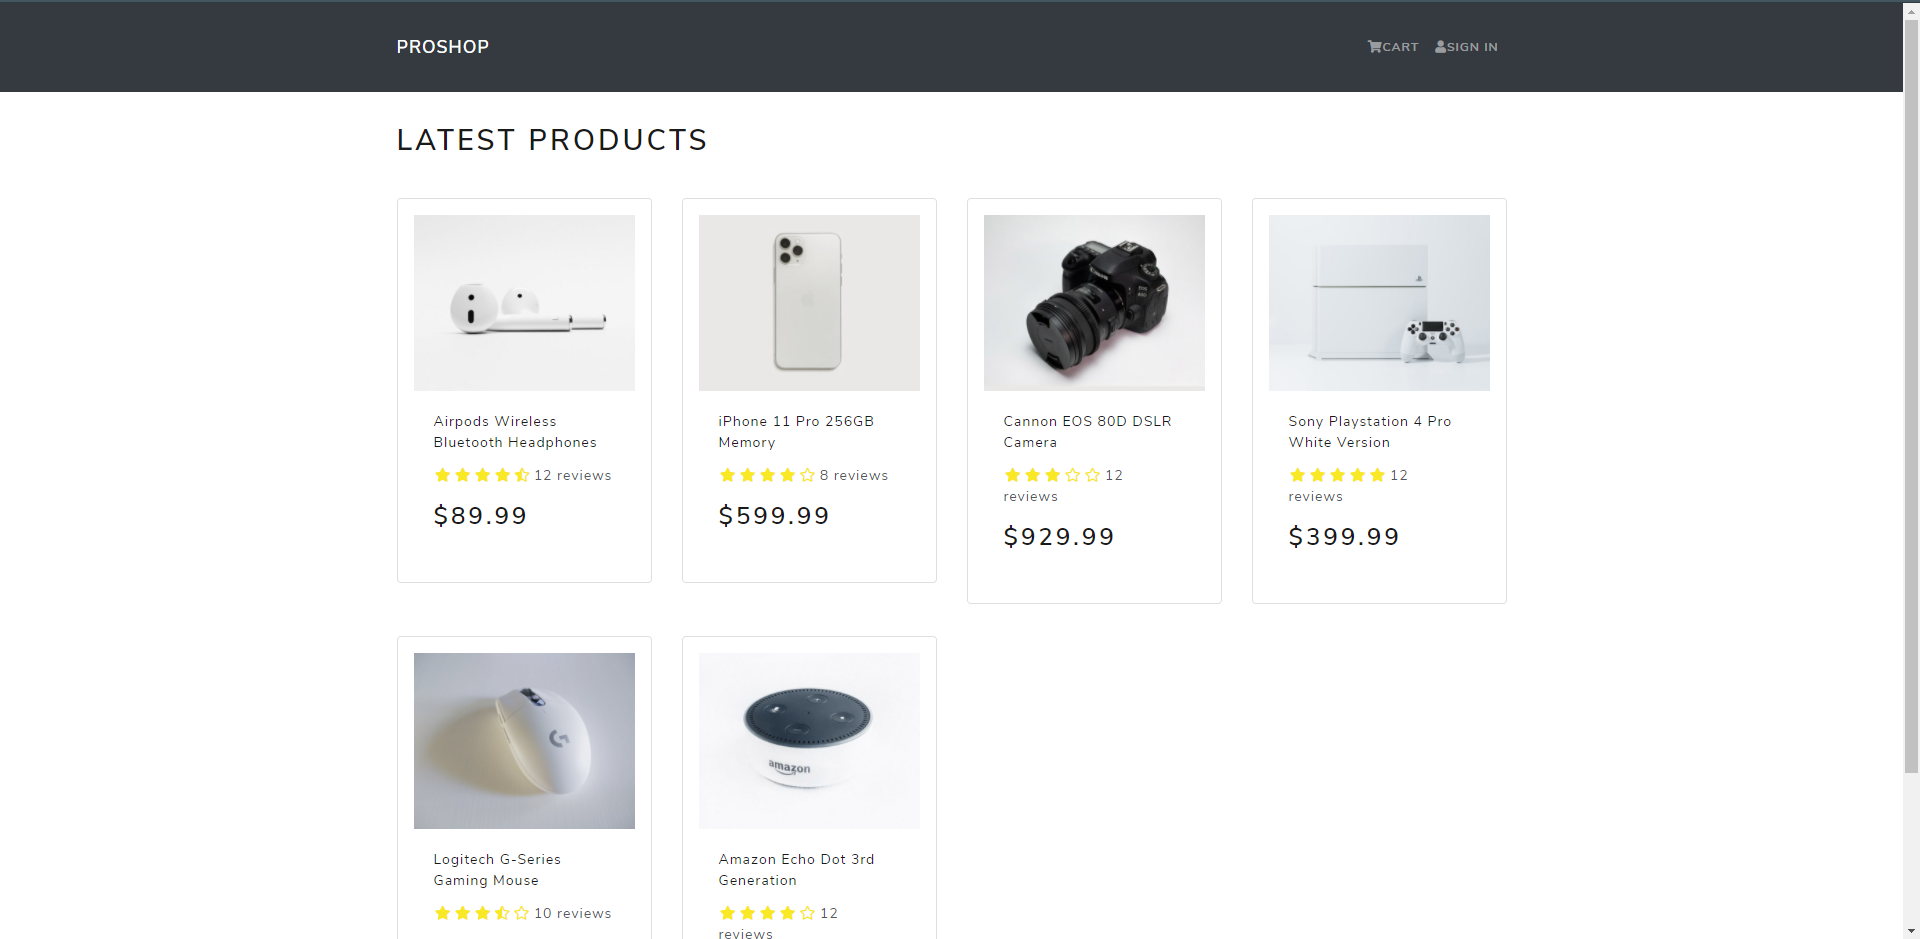 PROSHOP
CART
SIGN IN
LATEST PRODUCTS
Airpods Wireless
Bluetooth Headphones
12 reviews
$89.99
iPhone 11 Pro 256GB
Memory
8 reviews
$599.99
Cannon EOS 80D DSLR
Camera
12
reviews
$929.99
Sony Playstation 4 Pro
White Version
12
reviews
$399.99
Logitech G-Series
Gaming Mouse
10 reviews
amazon
Amazon Echo Dot 3rd
Generation
12
reviews